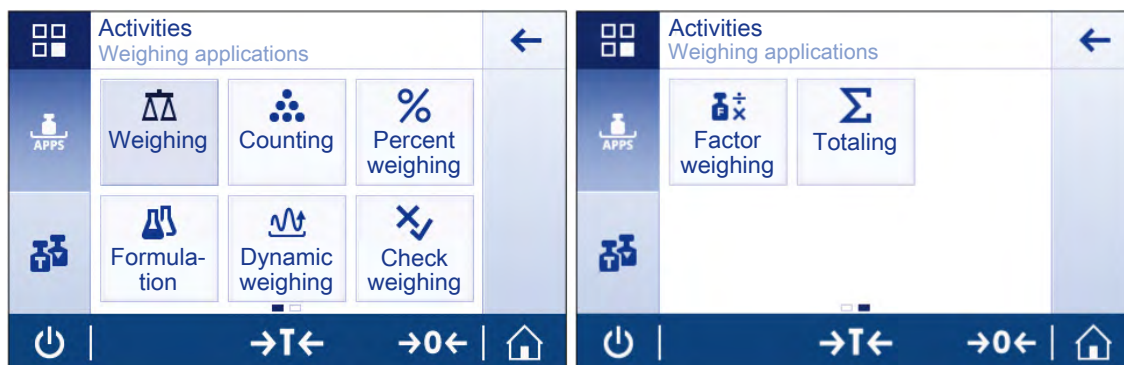 Activities
Weighing applications
APPS
Weighing
Counting
%
Percent
weighing
Formula-
tion
Dynamic
weighing
Check
weighing
T
→T← →0←
Activities
Weighing applications
APPS
F ÷ ×
Factor
weighing
Σ
Totaling
T
→T← →0←